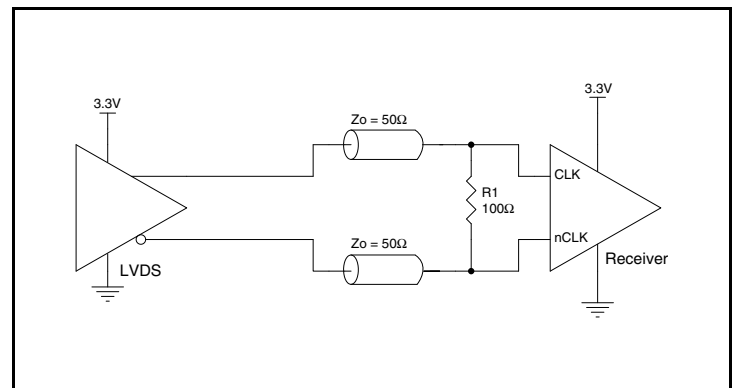 3.3V
LVDS
Zo = 50Ω
Zo = 50Ω
R1
100Ω
3.3V
CLK
nCLK
Receiver